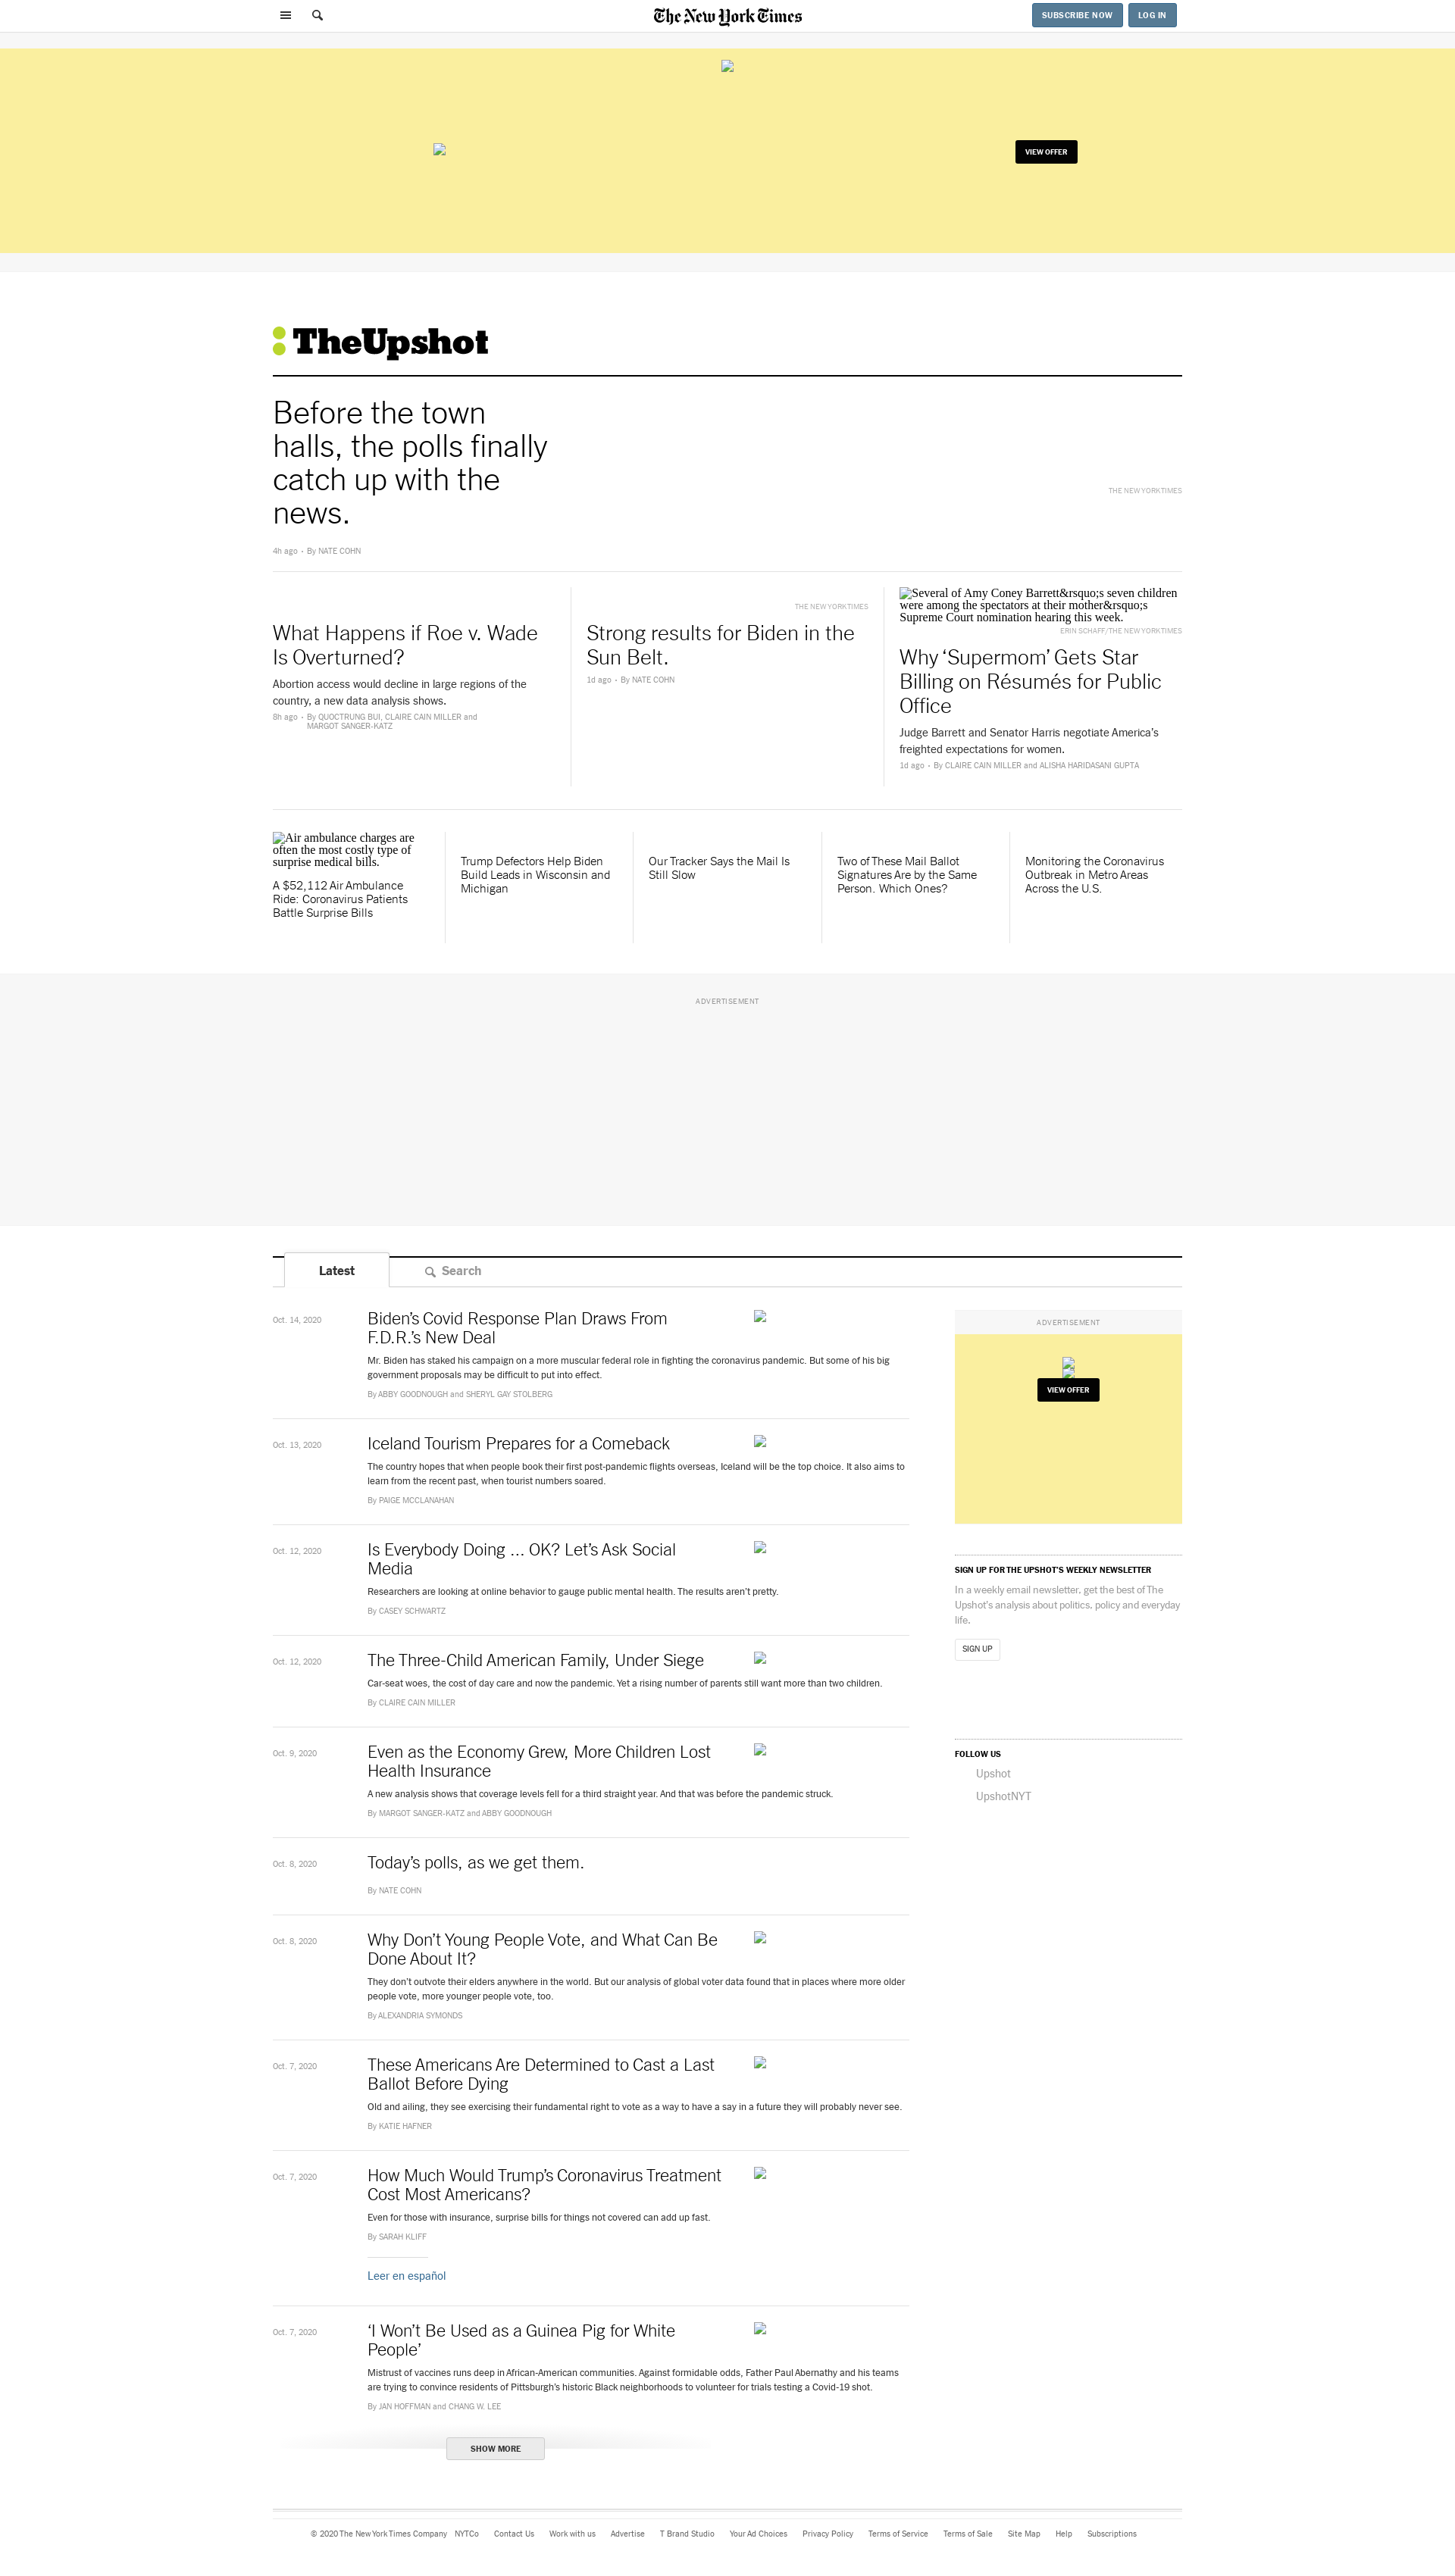 The New York Times
SUBSCRIBE NOW
LOG IN
VIEW OFFER
TheUpshot
Before the town
halls, the polls finally
catch up with the
news.
4h ago • By NATE COHN
THE NEW YORK TIMES
What Happens if Roe v. Wade
Is Overturned?
Abortion access would decline in large regions of the
country, a new data analysis shows.
8h ago • By QUOCTRUNG BUI, CLAIRE CAIN MILLER and
MARGOT SANGER-KATZ
THE NEW YORK TIMES
Strong results for Biden in the
Sun Belt.
1d ago • By NATE COHN
Several of Amy Coney Barrett&rsquo;s seven children
were among the spectators at their mother&rsquo;s
Supreme Court nomination hearing this week.
ERIN SCHAFF/THE NEW YORK TIMES
Why ‘Supermom’ Gets Star
Billing on Résumés for Public
Office
Judge Barrett and Senator Harris negotiate America’s
freighted expectations for women.
1d ago • By CLAIRE CAIN MILLER and ALISHA HARIDASANI GUPTA
Air ambulance charges are
often the most costly type of
surprise medical bills.
A $52,112 Air Ambulance
Ride: Coronavirus Patients
Battle Surprise Bills
Trump Defectors Help Biden
Build Leads in Wisconsin and
Michigan
Our Tracker Says the Mail Is
Still Slow
Two of These Mail Ballot
Signatures Are by the Same
Person. Which Ones?
Monitoring the Coronavirus
Outbreak in Metro Areas
Across the U.S.
ADVERTISEMENT
Latest
Search
Oct. 14, 2020
Biden’s Covid Response Plan Draws From
F.D.R.’s New Deal
Mr. Biden has staked his campaign on a more muscular federal role in fighting the coronavirus pandemic. But some of his big
government proposals may be difficult to put into effect.
By ABBY GOODNOUGH and SHERYL GAY STOLBERG
Oct. 13, 2020
Iceland Tourism Prepares for a Comeback
The country hopes that when people book their first post-pandemic flights overseas, Iceland will be the top choice. It also aims to
learn from the recent past, when tourist numbers soared.
By PAIGE MCCLANAHAN
Oct. 12, 2020
Is Everybody Doing ... OK? Let’s Ask Social
Media
Researchers are looking at online behavior to gauge public mental health. The results aren’t pretty.
By CASEY SCHWARTZ
Oct. 12, 2020
The Three-Child American Family, Under Siege
Car-seat woes, the cost of day care and now the pandemic. Yet a rising number of parents still want more than two children.
By CLAIRE CAIN MILLER
Oct. 9, 2020
Even as the Economy Grew, More Children Lost
Health Insurance
A new analysis shows that coverage levels fell for a third straight year. And that was before the pandemic struck.
By MARGOT SANGER-KATZ and ABBY GOODNOUGH
Oct. 8, 2020
Today’s polls, as we get them.
By NATE COHN
Oct. 8, 2020
Why Don’t Young People Vote, and What Can Be
Done About It?
They don’t outvote their elders anywhere in the world. But our analysis of global voter data found that in places where more older
people vote, more younger people vote, too.
By ALEXANDRIA SYMONDS
Oct. 7, 2020
These Americans Are Determined to Cast a Last
Ballot Before Dying
Old and ailing, they see exercising their fundamental right to vote as a way to have a say in a future they will probably never see.
By KATIE HAFNER
Oct. 7, 2020
How Much Would Trump’s Coronavirus Treatment
Cost Most Americans?
Even for those with insurance, surprise bills for things not covered can add up fast.
By SARAH KLIFF
Leer en español
Oct. 7, 2020
‘I Won’t Be Used as a Guinea Pig for White
People’
Mistrust of vaccines runs deep in African-American communities. Against formidable odds, Father Paul Abernathy and his teams
are trying to convince residents of Pittsburgh’s historic Black neighborhoods to volunteer for trials testing a Covid-19 shot.
By JAN HOFFMAN and CHANG W. LEE
SHOW MORE
ADVERTISEMENT
VIEW OFFER
SIGN UP FOR THE UPSHOT’S WEEKLY NEWSLETTER
In a weekly email newsletter, get the best of The
Upshot’s analysis about politics, policy and everyday
life.
SIGN UP
FOLLOW US
Upshot
UpshotNYT
© 2020 The New York Times Company NYTCo Contact Us Work with us Advertise T Brand Studio Your Ad Choices Privacy Policy Terms of Service Terms of Sale Site Map Help Subscriptions